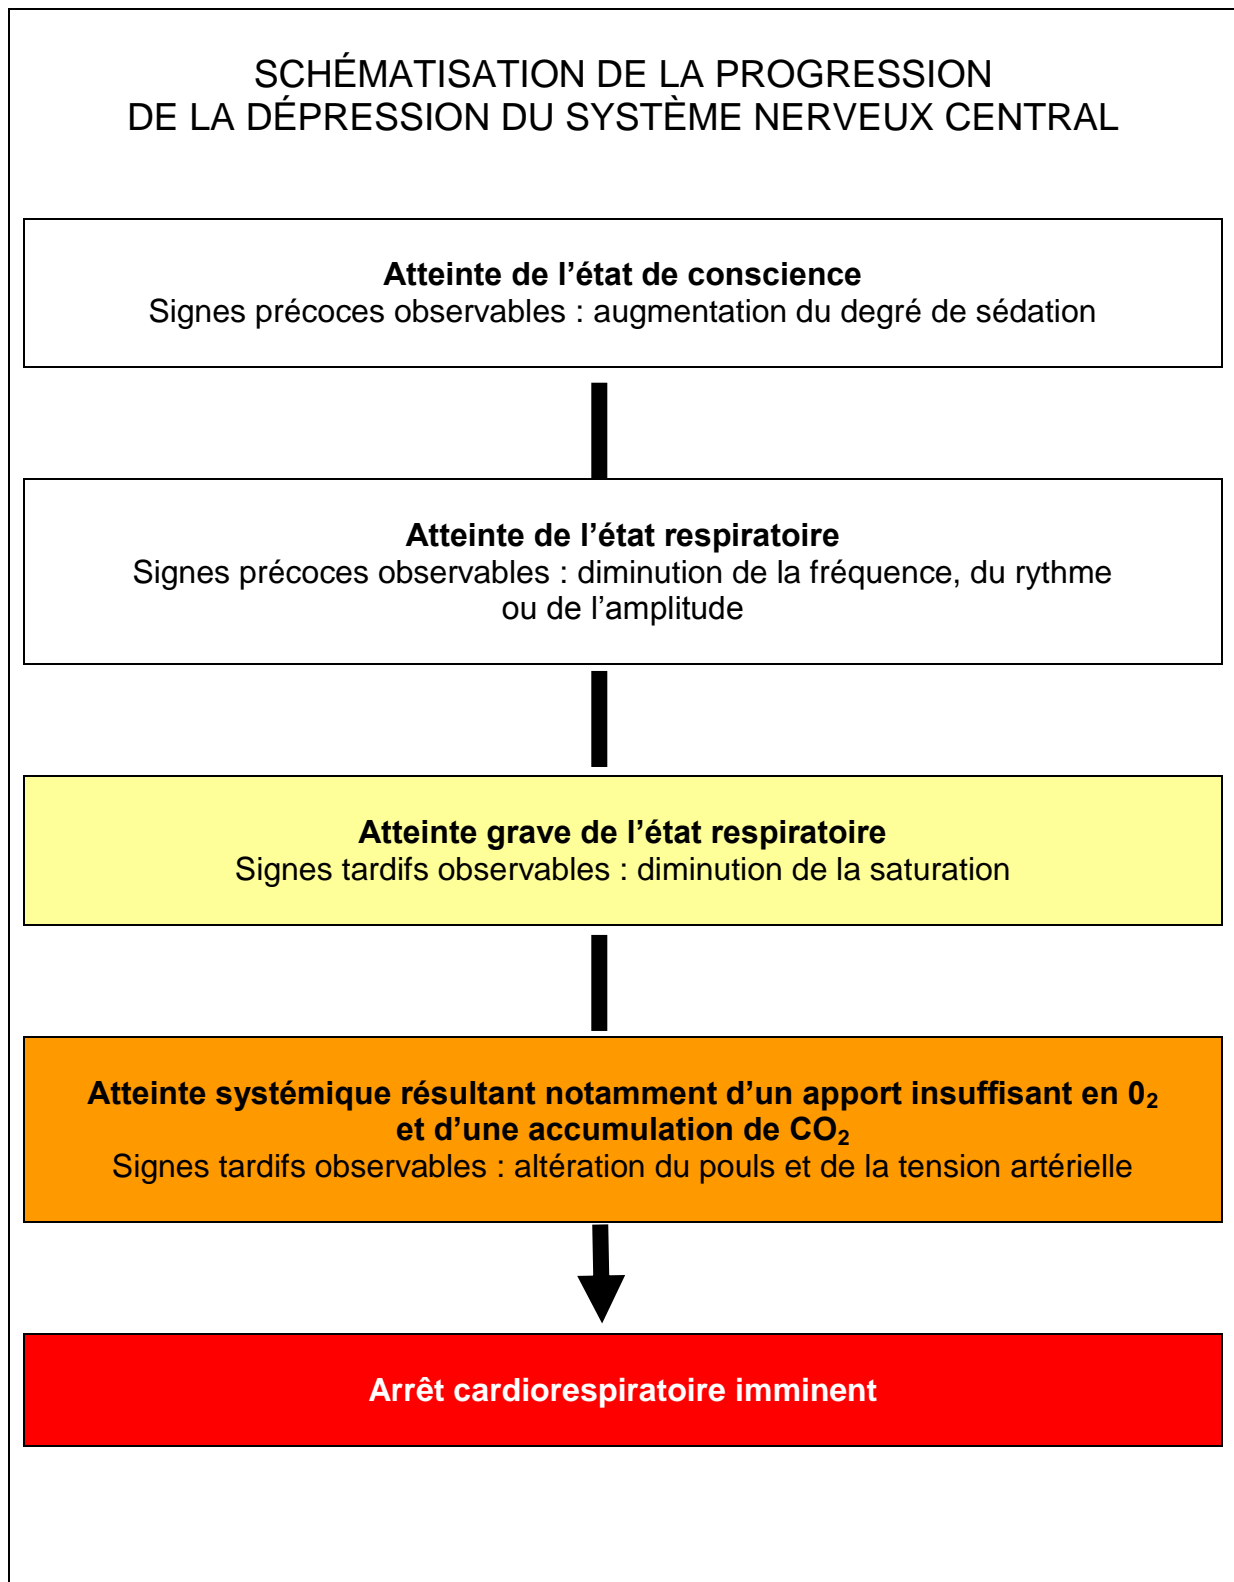 SCHÉMATISATION DE LA PROGRESSION
DE LA DÉPRESSION DU SYSTÈME NERVEUX CENTRAL
Atteinte de l’état de conscience
Signes précoces observables : augmentation du degré de sédation
Atteinte de l’état respiratoire
Signes précoces observables : diminution de la fréquence, du rythme
ou de l’amplitude
Atteinte grave de l’état respiratoire
Signes tardifs observables : diminution de la saturation
Atteinte systémique résultant notamment d’un apport insuffisant en 0₂
et d’une accumulation de CO₂
Signes tardifs observables : altération du pouls et de la tension artérielle
Arrêt cardiorespiratoire imminent